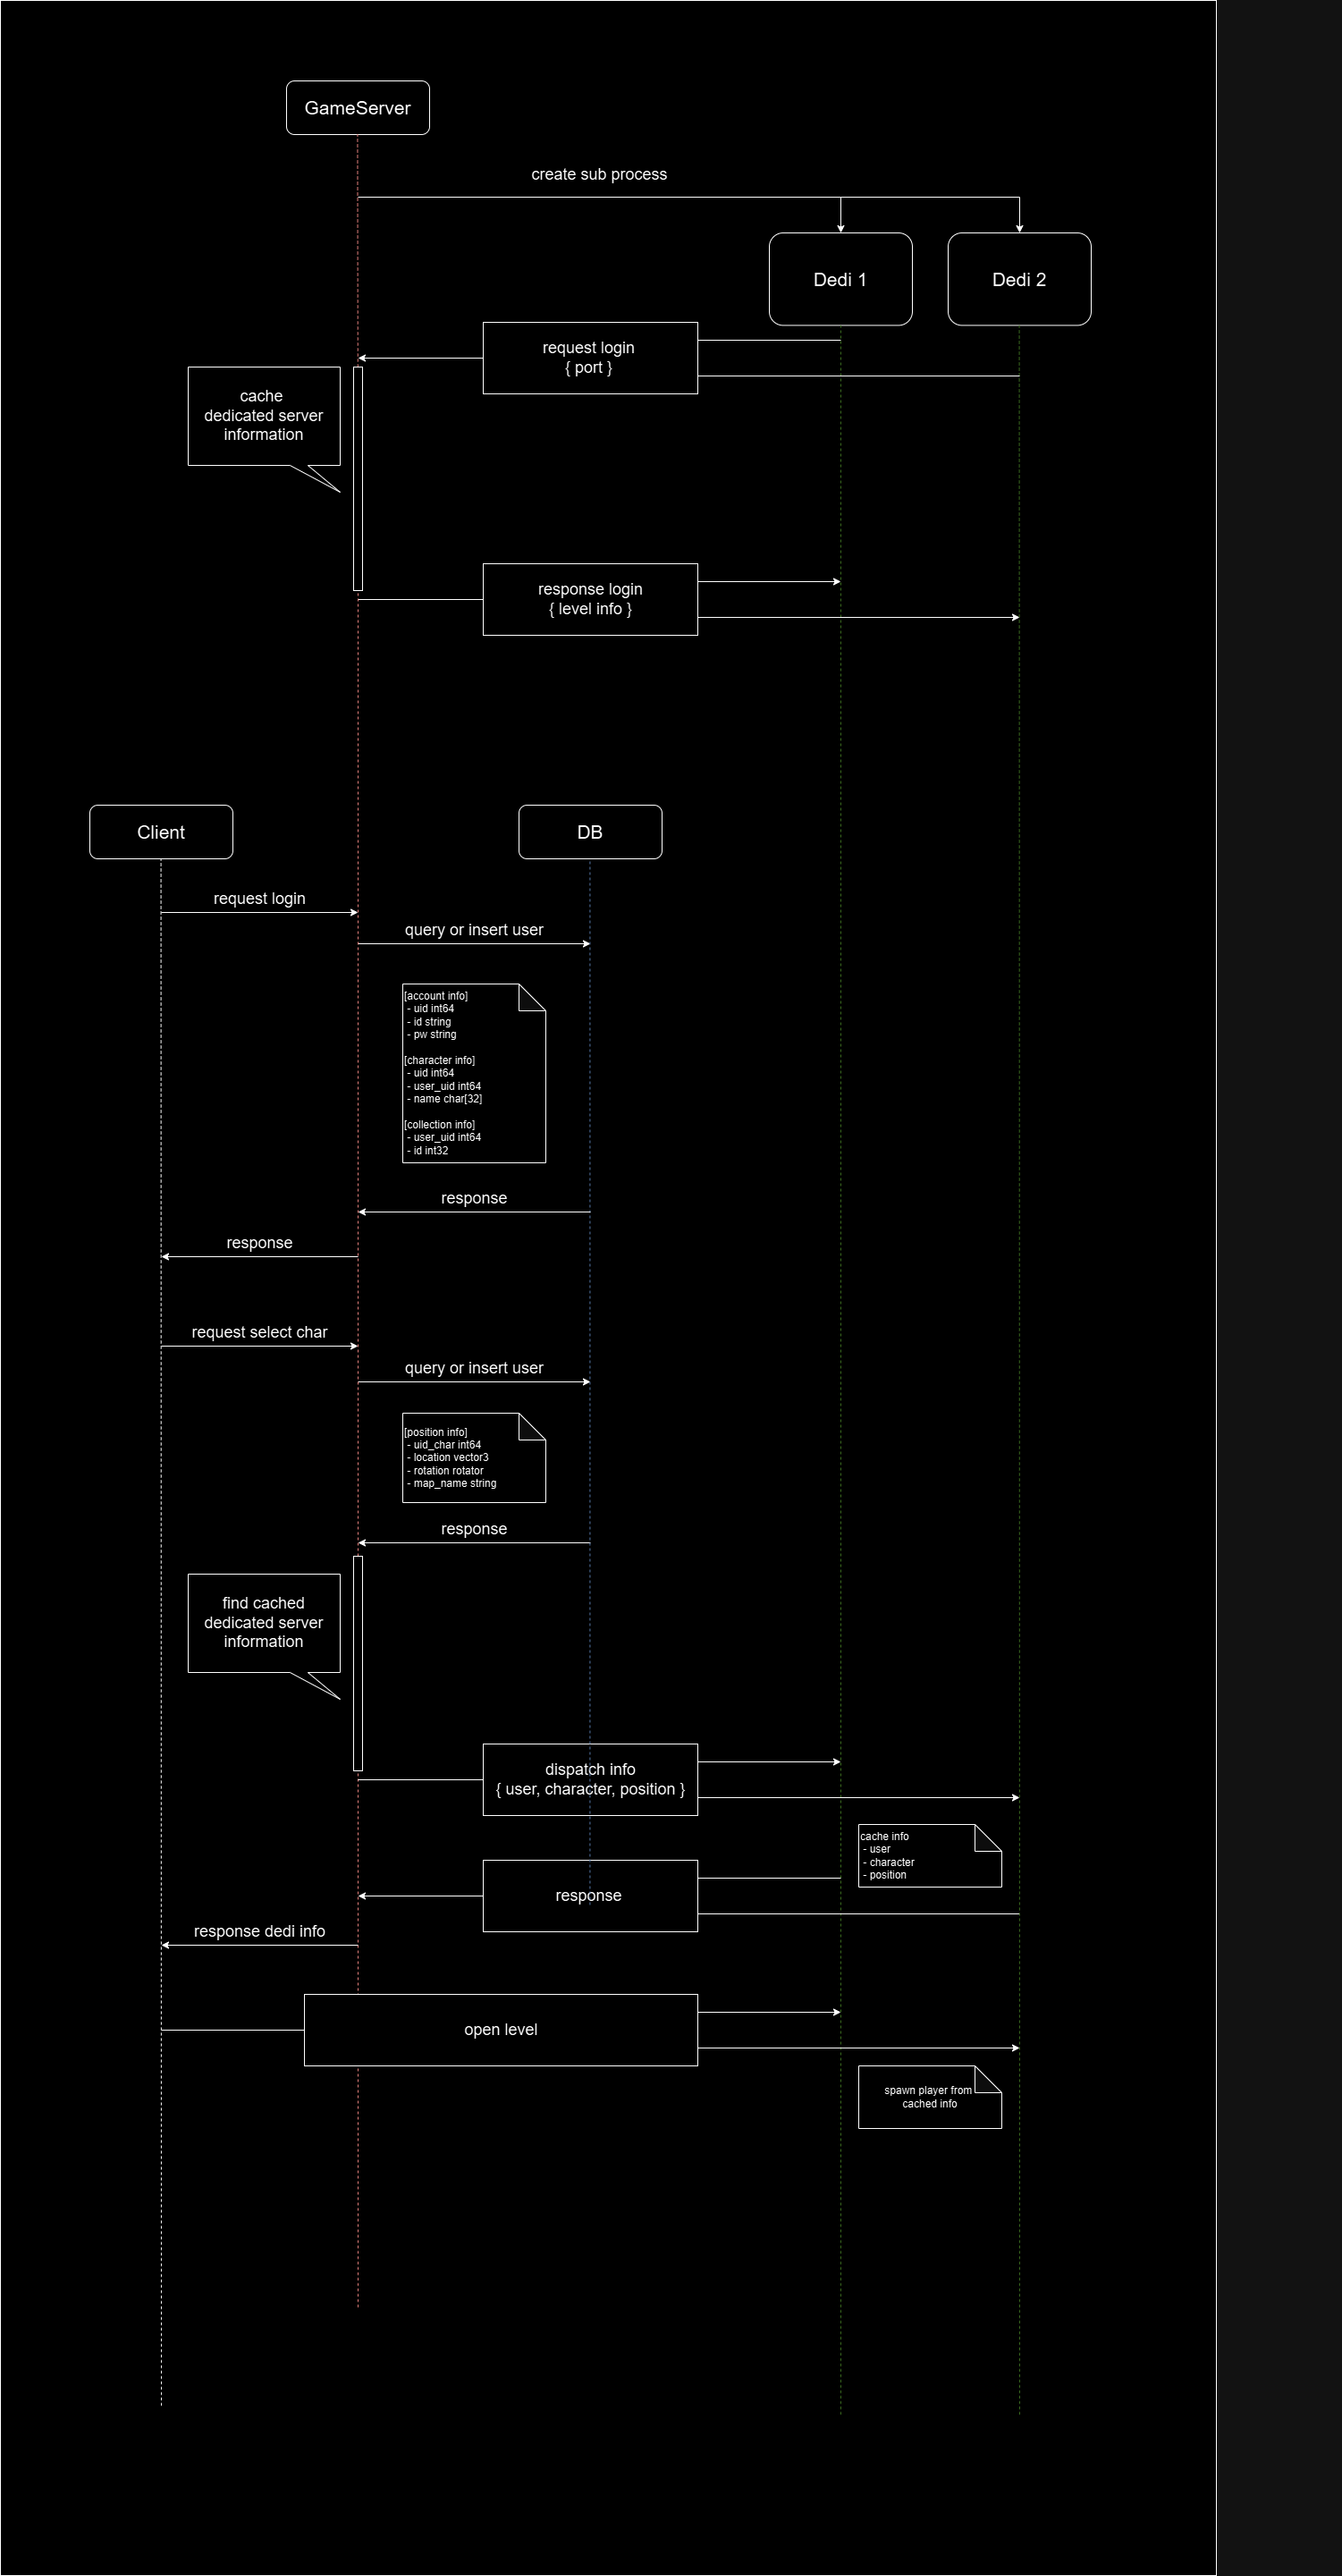 GameServer
create sub process
Dedi 1
Dedi 2
request login
{ port }
cache
dedicated server
information
response login
{ level info }
Client
DB
request login
query or insert user
[account info]
- uid int64
- id string
- pw string
[character info]
- uid int64
- user_uid int64
- name char[32]
[collection info]
- user_uid int64
- id int32
response
response
request select char
query or insert user
[position info]
- uid_char int64
- location vector3
- rotation rotator
- map_name string
response
find cached
dedicated server
information
dispatch info
{ user, character, position }
cache info
- user
- character
- position
response
response dedi info
open level
spawn player from
cached info